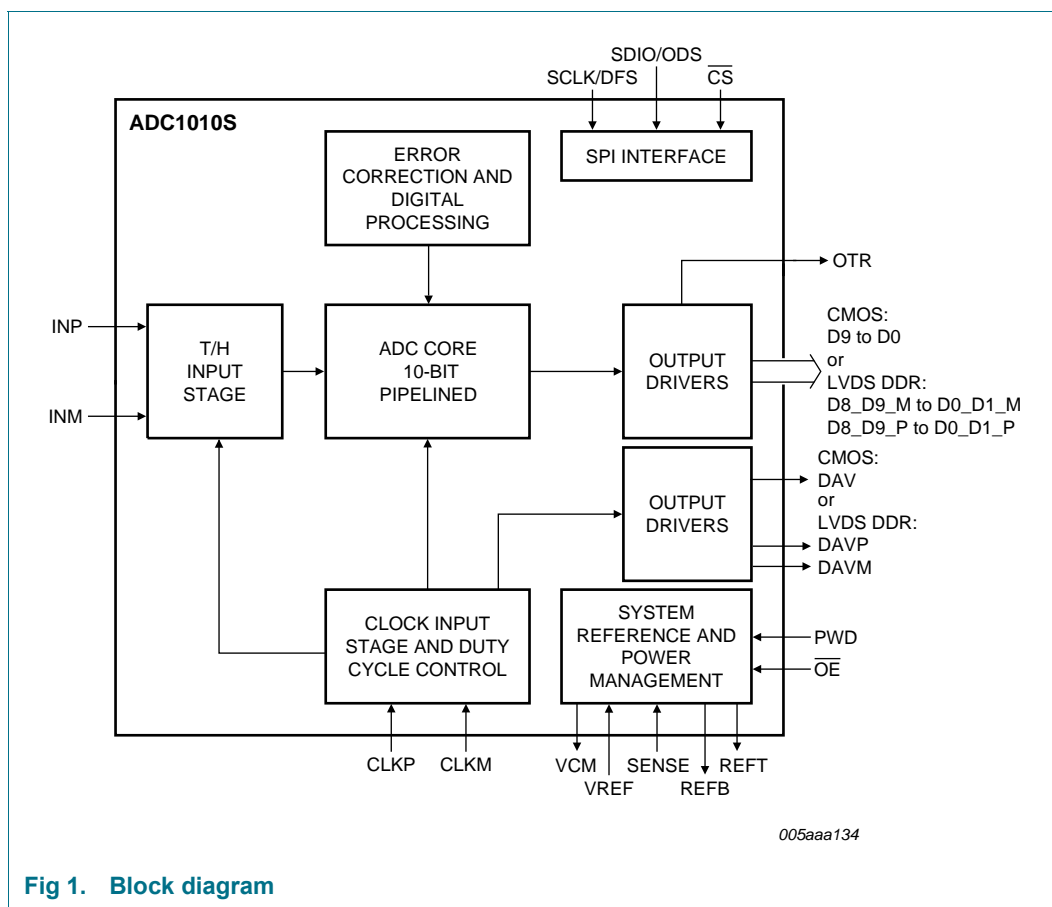 SDIO/ODS
SCLK/DFS
C̅S̅
ADC1010S
ERROR
CORRECTION AND
DIGITAL
PROCESSING
SPI INTERFACE
OTR
INP
INM
T/H
INPUT
STAGE
ADC CORE
10-BIT
PIPELINED
OUTPUT
DRIVERS
CMOS:
D9 to D0
or
LVDS DDR:
D8_D9_M to D0_D1_M
D8_D9_P to D0_D1_P
OUTPUT
DRIVERS
CMOS:
DAV
or
LVDS DDR:
DAVP
DAVM
CLOCK INPUT
STAGE AND DUTY
CYCLE CONTROL
SYSTEM
REFERENCE AND
POWER
MANAGEMENT
PWD
O̅E̅
CLKP
CLKM
VCM
VREF
SENSE
REFB
REFT
005aaa134
Fig 1. Block diagram